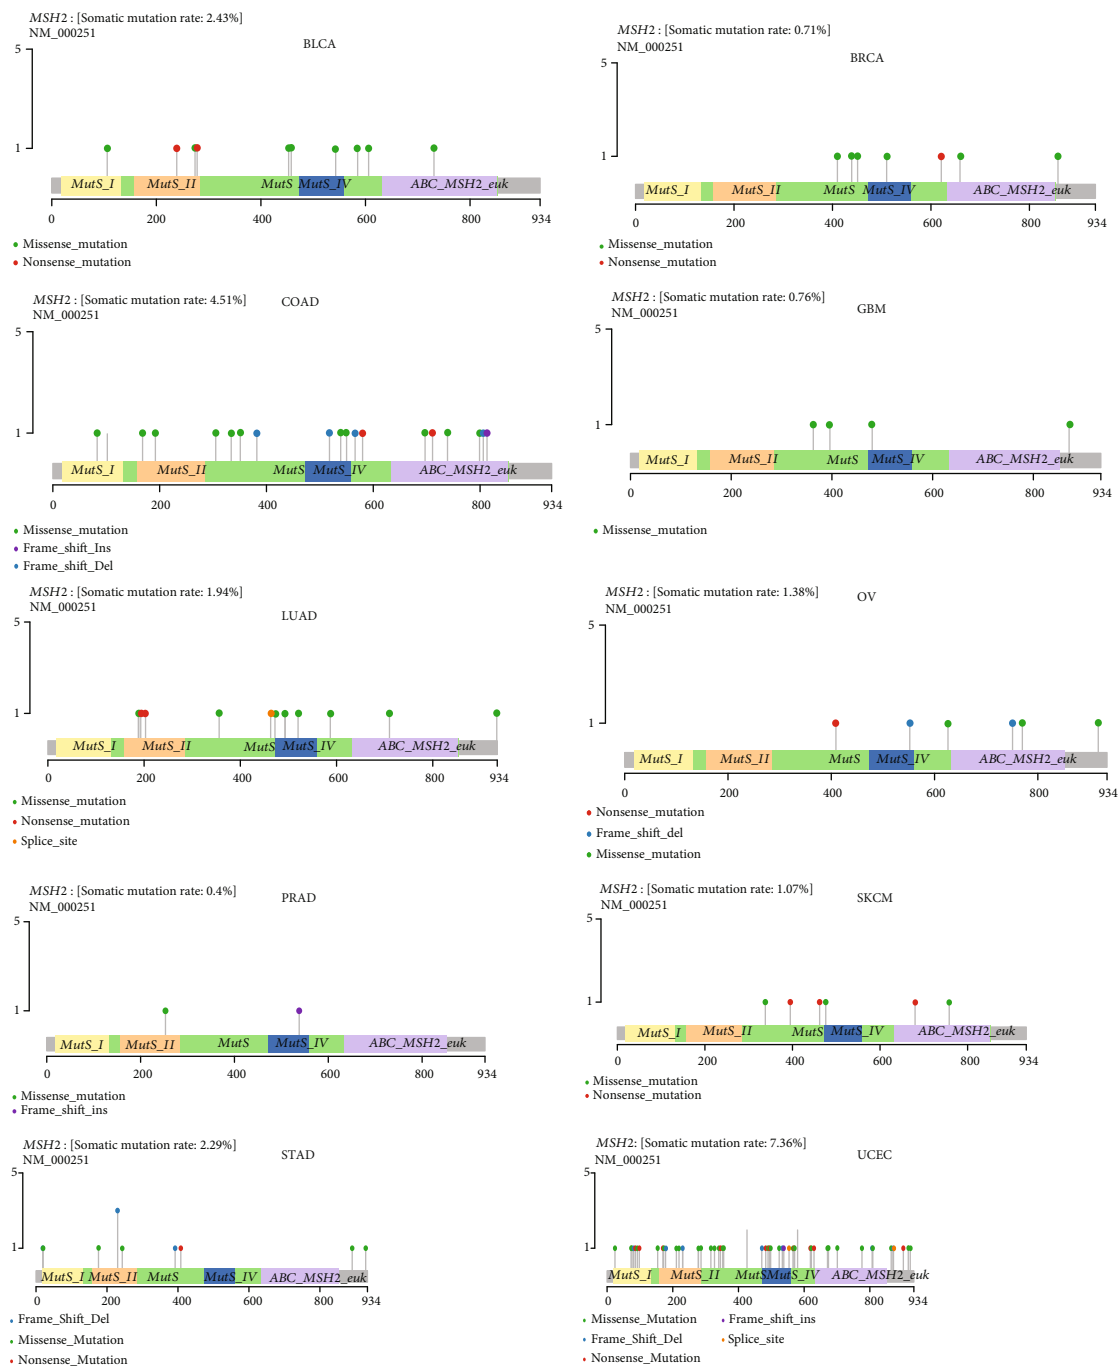 MSH2 : [Somatic mutation rate: 2.43%]
NM_000251
BLCA
5
1
MutS_I MutS_II MutS MutS_IV ABC_MSH2_euk
0 200 400 600 800 934
Missense_mutation
Nonsense_mutation
MSH2 : [Somatic mutation rate: 0.71%]
NM_000251
BRCA
5
1
MutS_I MutS_II MutS MutS_IV ABC_MSH2_euk
0 200 400 600 800 934
Missense_mutation
Nonsense_mutation
MSH2 : [Somatic mutation rate: 4.51%]
NM_000251
COAD
5
1
MutS_I MutS_II MutS MutS_IV ABC_MSH2_euk
0 200 400 600 800 934
Missense_mutation
Frame_shift_Ins
Frame_shift_Del
MSH2 : [Somatic mutation rate: 0.76%]
NM_000251
GBM
5
1
MutS_I MutS_II MutS MutS_IV ABC_MSH2_euk
0 200 400 600 800 934
Missense_mutation
MSH2 : [Somatic mutation rate: 1.94%]
NM_000251
LUAD
5
1
MutS_I MutS_II MutS MutS_IV ABC_MSH2_euk
0 200 400 600 800 934
Missense_mutation
Nonsense_mutation
Splice_site
MSH2 : [Somatic mutation rate: 1.38%]
NM_000251
OV
5
1
MutS_I MutS_II MutS MutS_IV ABC_MSH2_euk
0 200 400 600 800 934
Nonsense_mutation
Frame_shift_del
Missense_mutation
MSH2 : [Somatic mutation rate: 0.4%]
NM_000251
PRAD
5
1
MutS_I MutS_II MutS MutS_IV ABC_MSH2_euk
0 200 400 600 800 934
Missense_mutation
Frame_shift_ins
MSH2 : [Somatic mutation rate: 1.07%]
NM_000251
SKCM
5
1
MutS_I MutS_II MutS MutS_IV ABC_MSH2_euk
0 200 400 600 800 934
Missense_mutation
Nonsense_mutation
MSH2 : [Somatic mutation rate: 2.29%]
NM_000251
STAD
5
1
MutS_I MutS_II MutS MutS_IV ABC_MSH2_euk
0 200 400 600 800 934
Frame_Shift_Del
Missense_Mutation
Nonsense_Mutation
MSH2: [Somatic mutation rate: 7.36%]
NM_000251
UCEC
5
1
MutS_I MutS_II MutS MutS_IV ABC_MSH2_euk
0 200 400 600 800 934
Missense_Mutation Frame_shift_ins
Frame_Shift_Del Splice_site
Nonsense_Mutation